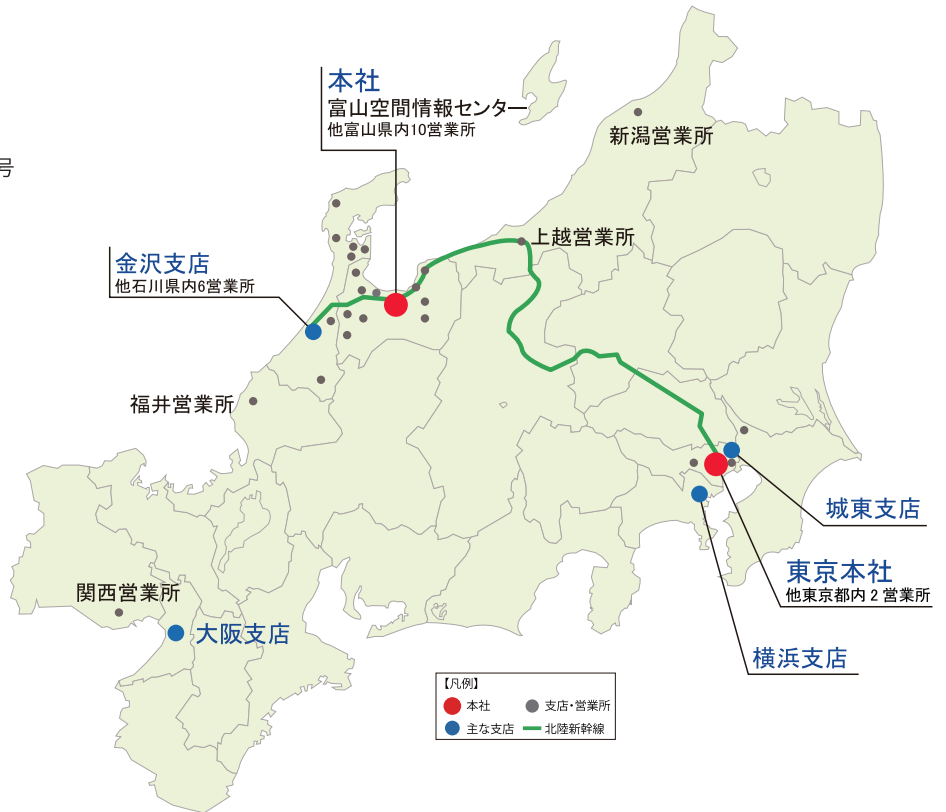 本社
富山空間情報センター
他富山県内10営業所
新潟営業所
号
上越営業所
金沢支店
他石川県内6営業所
福井営業所
城東支店
東京本社
他東京都内2営業所
関西営業所
大阪支店
横浜支店
【凡例】
本社 支店・営業所
主な支店 北陸新幹線